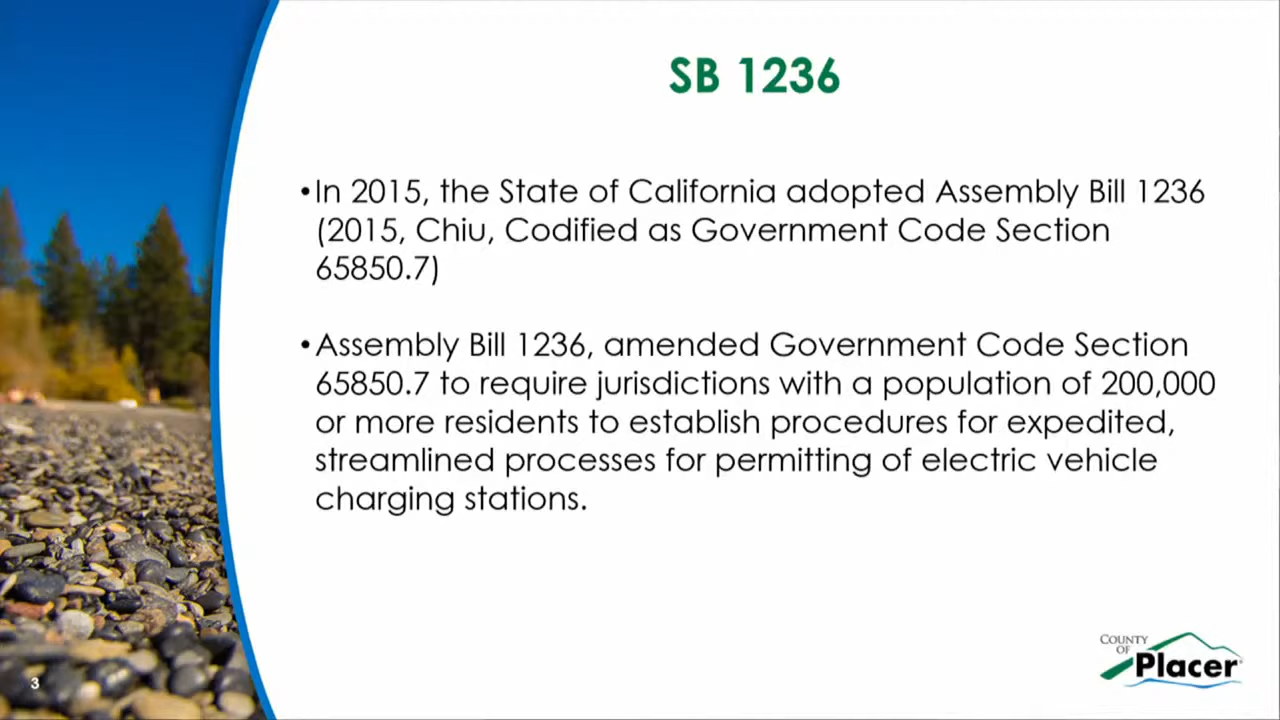 SB 1236
•In 2015, the State of California adopted Assembly Bill 1236
(2015, Chiu, Codified as Government Code Section
65850.7)
•Assembly Bill 1236, amended Government Code Section
65850.7 to require jurisdictions with a population of 200,000
or more residents to establish procedures for expedited,
streamlined processes for permitting of electric vehicle
charging stations.
COUNTY
OF
Placer
3